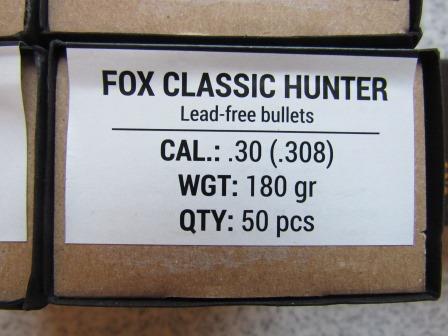 FOX CLASSIC HUNTER
Lead-free bullets
CAL.: .30 (.308)
WGT: 180 gr
QTY: 50 pcs